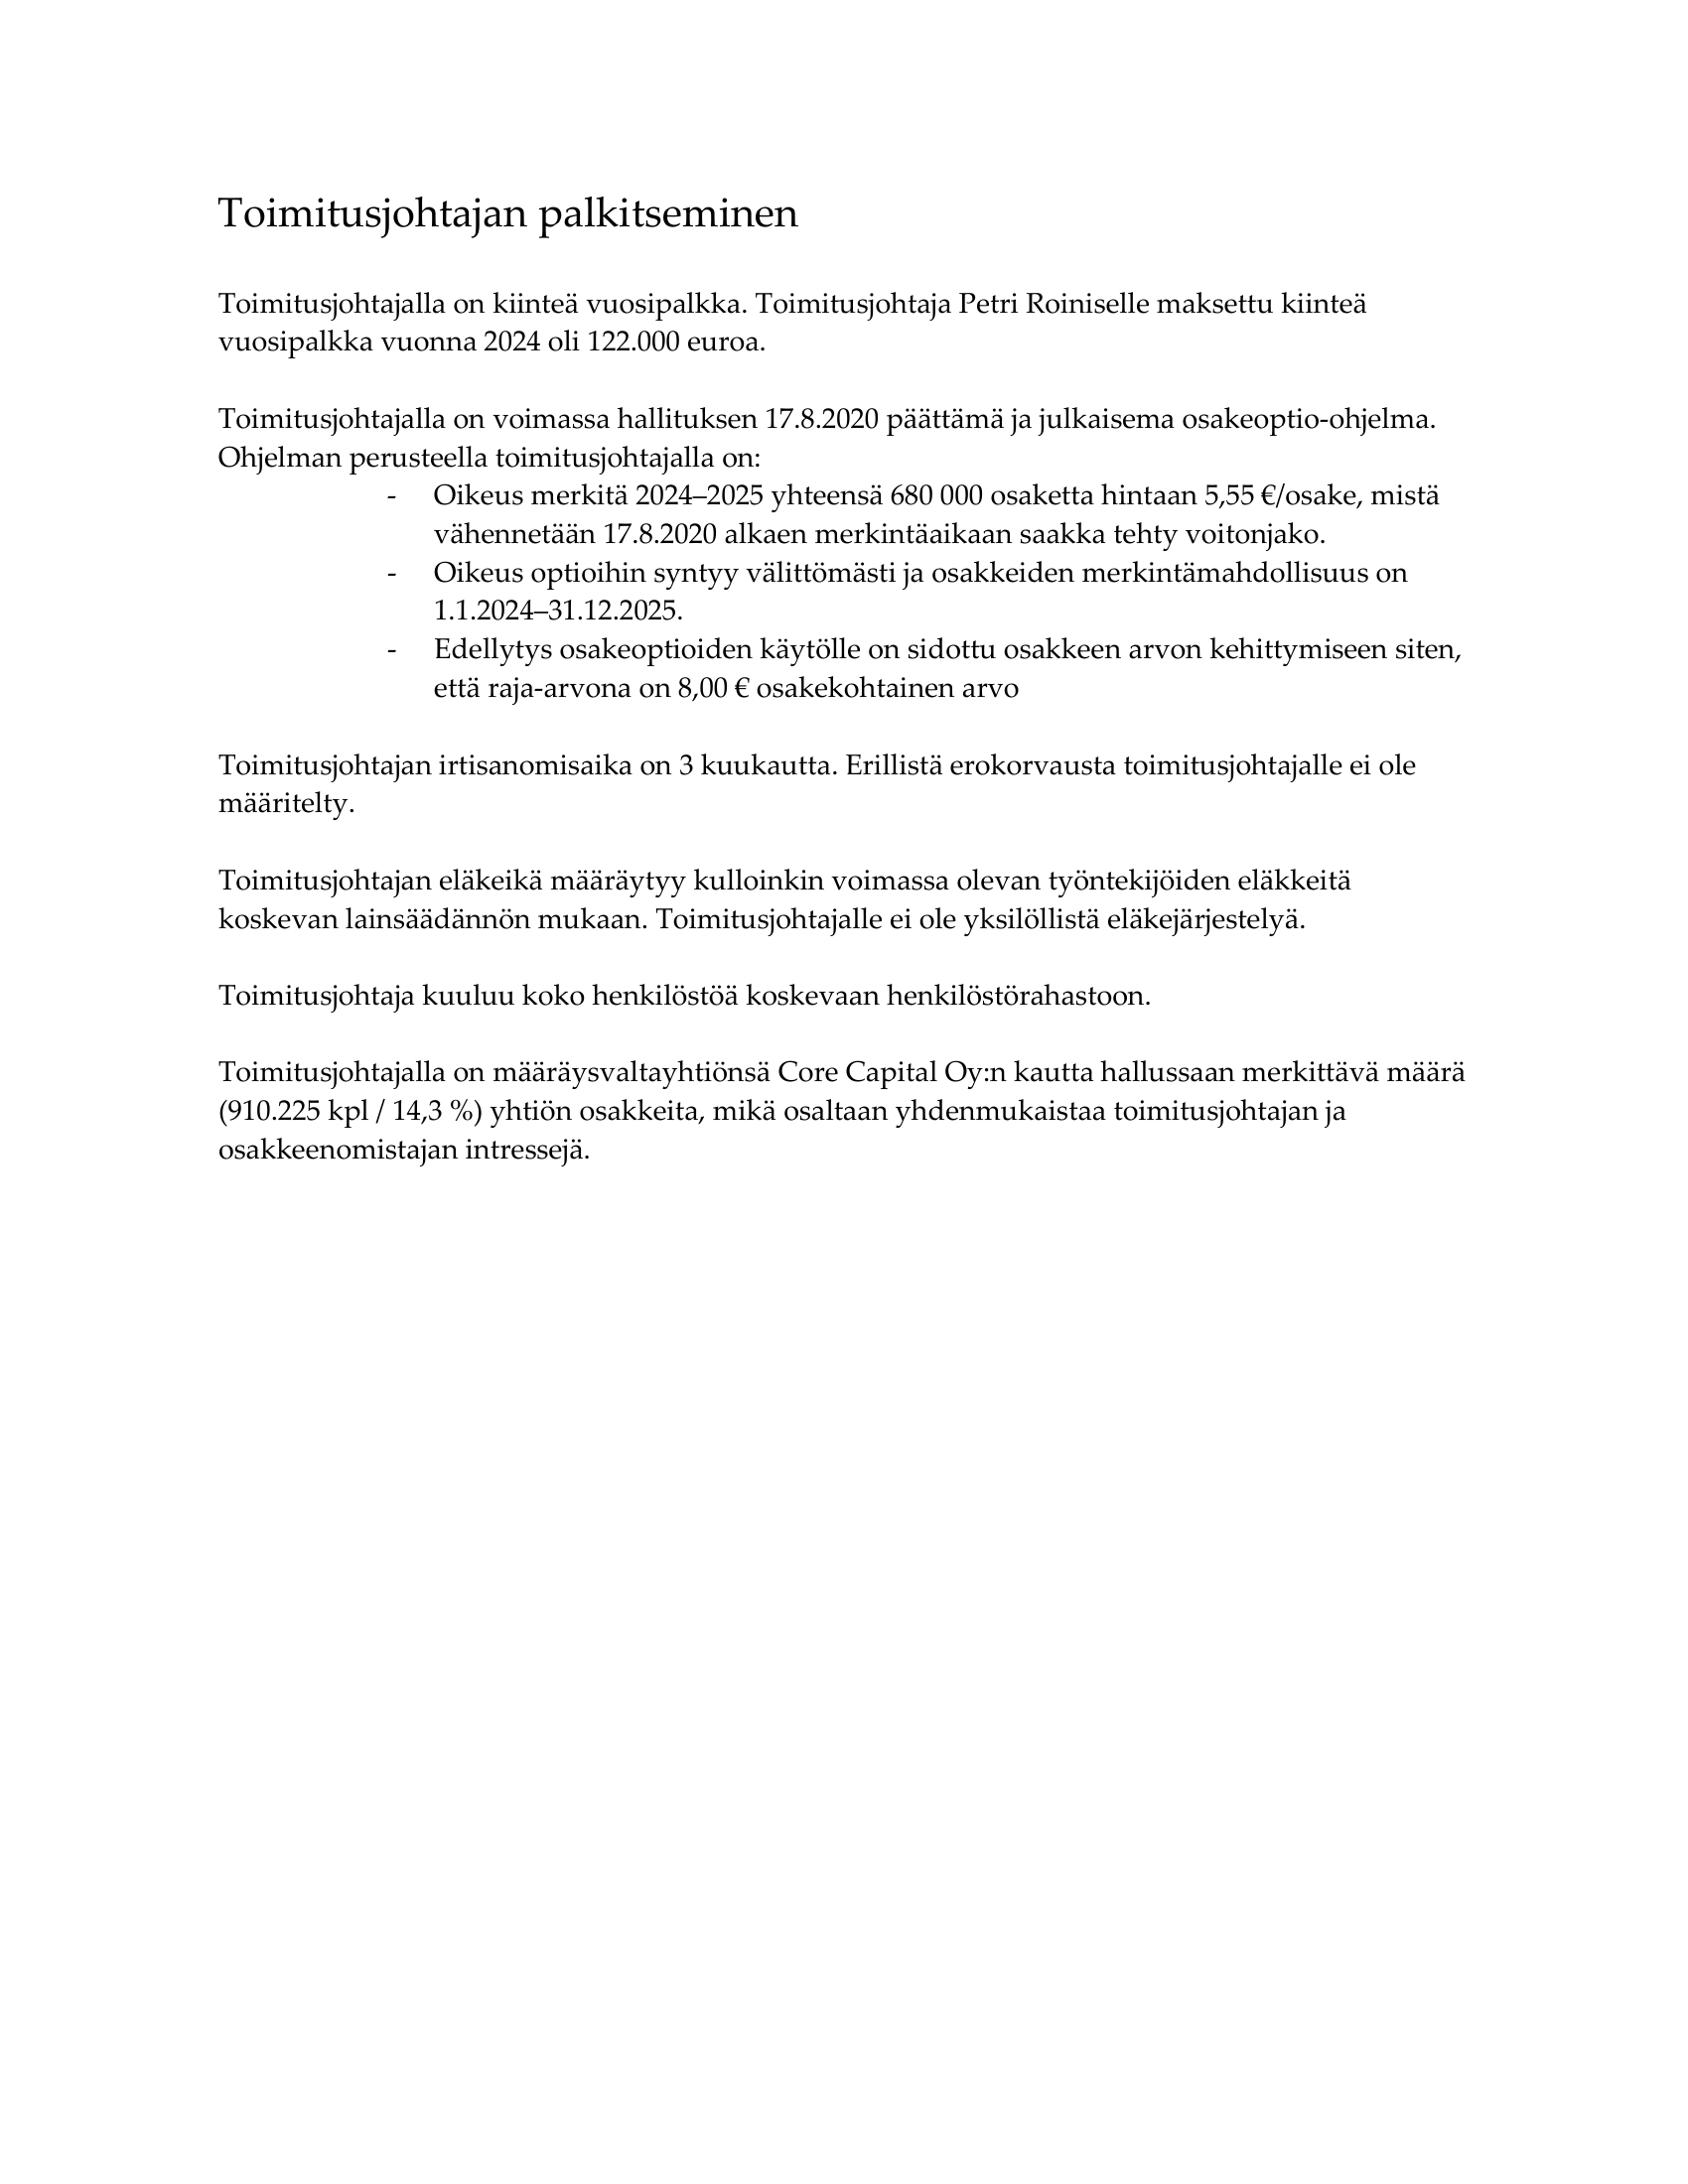 Toimitusjohtajan palkitseminen
Toimitusjohtajalla on kiinteä vuosipalkka. Toimitusjohtaja Petri Roiniselle maksettu kiinteä
vuosipalkka vuonna 2024 oli 122.000 euroa.
Toimitusjohtajalla on voimassa hallituksen 17.8.2020 päättämä ja julkaisema osakeoptio-ohjelma.
Ohjelman perusteella toimitusjohtajalla on:
- Oikeus merkitä 2024–2025 yhteensä 680 000 osaketta hintaan 5,55 €/osake, mistä
vähennetään 17.8.2020 alkaen merkintäaikaan saakka tehty voitonjako.
- Oikeus optioihin syntyy välittömästi ja osakkeiden merkintämahdollisuus on
1.1.2024–31.12.2025.
- Edellytys osakeoptioiden käytölle on sidottu osakkeen arvon kehittymiseen siten,
että raja-arvona on 8,00 € osakekohtainen arvo
Toimitusjohtajan irtisanomisaika on 3 kuukautta. Erillistä erokorvausta toimitusjohtajalle ei ole
määritelty.
Toimitusjohtajan eläkeikä määräytyy kulloinkin voimassa olevan työntekijöiden eläkkeitä
koskevan lainsäädännön mukaan. Toimitusjohtajalle ei ole yksilöllistä eläkejärjestelyä.
Toimitusjohtaja kuuluu koko henkilöstöä koskevaan henkilöstörahastoon.
Toimitusjohtajalla on määräysvaltayhtiönsä Core Capital Oy:n kautta hallussaan merkittävä määrä
(910.225 kpl / 14,3 %) yhtiön osakkeita, mikä osaltaan yhdenmukaistaa toimitusjohtajan ja
osakkeenomistajan intressejä.